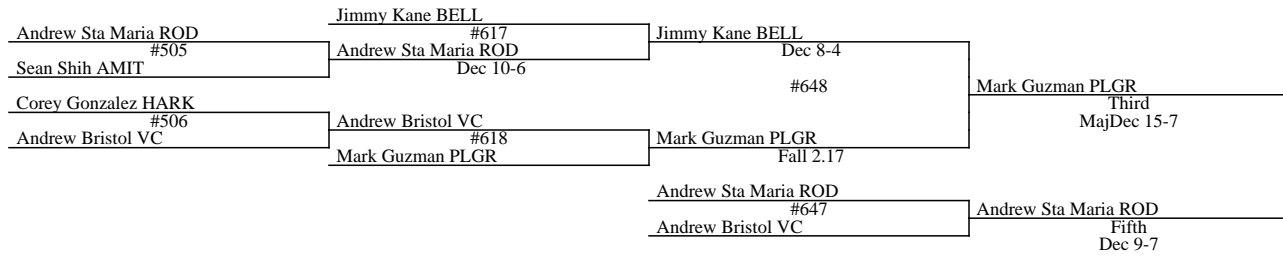 Jimmy Kane BELL
#617
Andrew Sta Maria ROD
#505
Andrew Sta Maria ROD
Dec 10-6
Sean Shih AMIT
Jimmy Kane BELL
Dec 8-4
#648
Corey Gonzalez HARK
#506
Andrew Bristol VC
#618
Andrew Bristol VC
Mark Guzman PLGR
Mark Guzman PLGR
Fall 2.17
Mark Guzman PLGR
Third
MajDec 15-7
Andrew Sta Maria ROD
#647
Andrew Bristol VC
Andrew Sta Maria ROD
Fifth
Dec 9-7